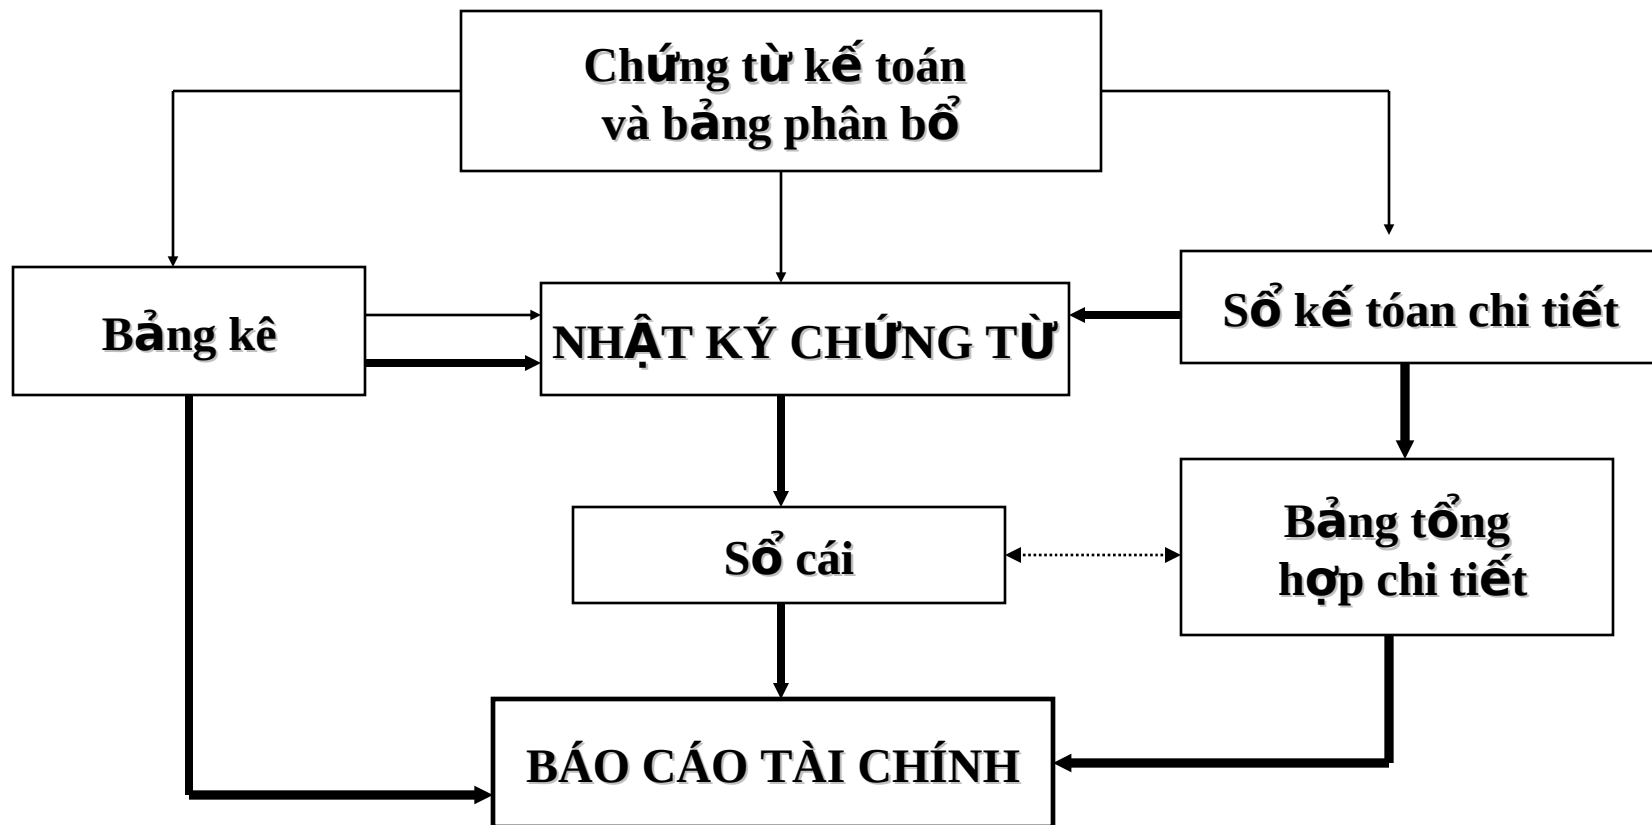 Chứng từ kế toán
và bảng phân bổ
Bảng kê
NHẬT KÝ CHỨNG TỪ
Sổ kế tóan chi tiết
Sổ cái
Bảng tổng
hợp chi tiết
BÁO CÁO TÀI CHÍNH